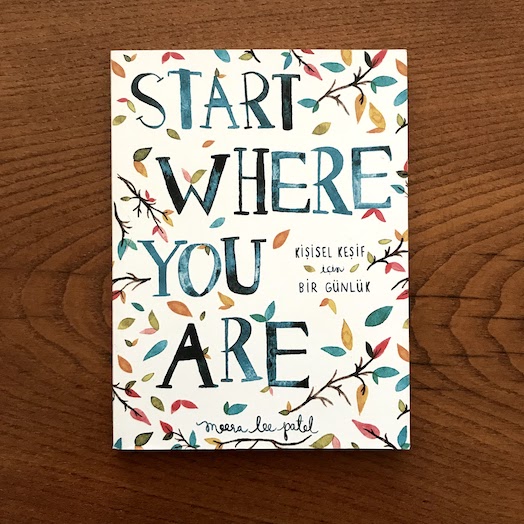 START
WHERE
YOU
KİŞİSEL KEŞİF
için
BİR GÜNLÜK
ARE
meera lee patel